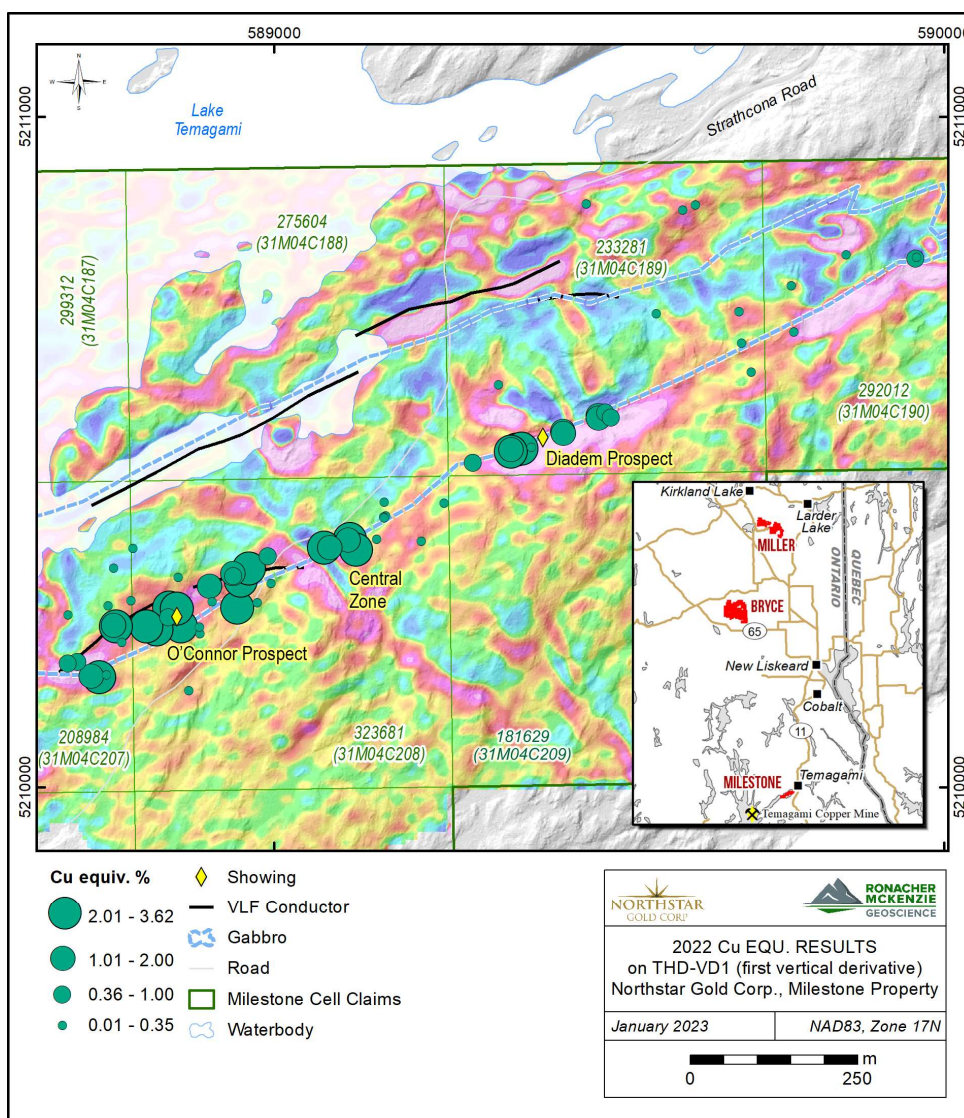 589000
590000
5211000
5211000
5210000
5210000
N
W
E
S
Lake
Temagami
Strathcona Road
275604
(31M04C188)
299312
(31M04C187)
233281
(31M04C189)
292012
(31M04C190)
Diadem Prospect
Central
Zone
O'Connor Prospect
208984
(31M04C207)
323681
(31M04C208)
181629
(31M04C209)
Kirkland Lake
Larder
Lake
MILLER
BRYCE
ONTARIO
QUEBEC
65
New Liskeard
Cobalt
11
MILESTONE
Temagami
Temagami Copper Mine
Cu equiv. %
2.01 - 3.62
1.01 - 2.00
0.36 - 1.00
0.01 - 0.35
Showing
VLF Conductor
Gabbro
Road
Milestone Cell Claims
Waterbody
NORTHSTAR
GOLD CORP
RONACHER
MCKENZIE
GEOSCIENCE
2022 Cu EQU. RESULTS
on THD-VD1 (first vertical derivative)
Northstar Gold Corp., Milestone Property
January 2023
NAD83, Zone 17N
m
0
250